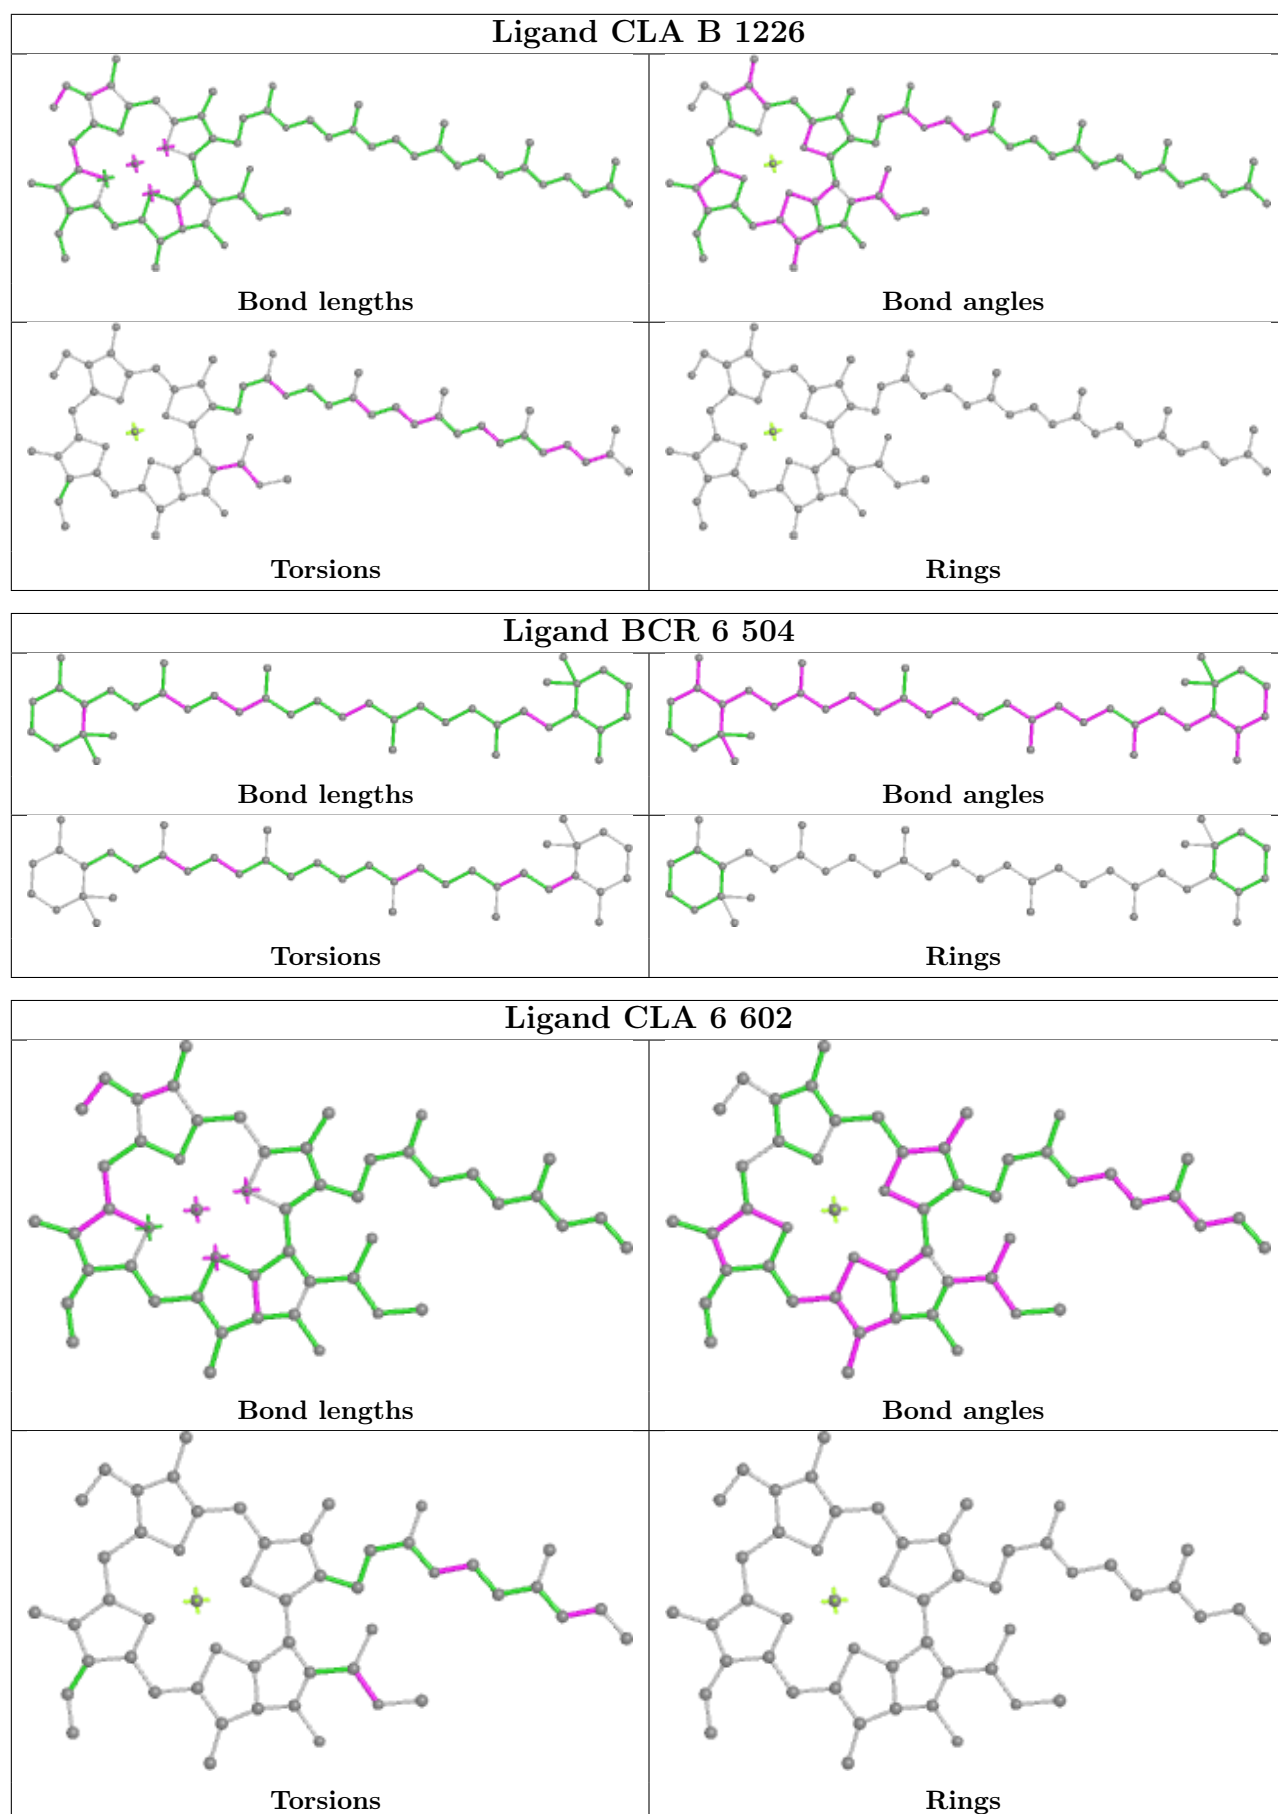 Ligand CLA B 1226
Bond lengths
Bond angles
Torsions
Rings
Ligand BCR 6 504
Bond lengths
Bond angles
Torsions
Rings
Ligand CLA 6 602
Bond lengths
Bond angles
Torsions
Rings